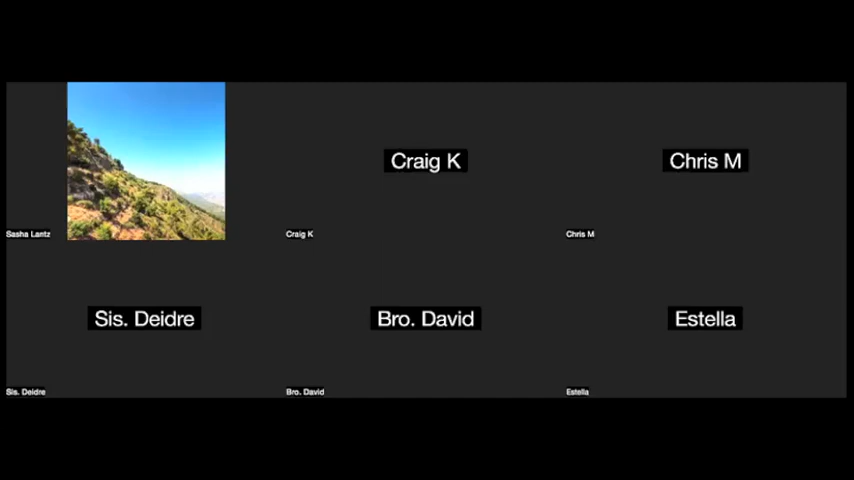 Craig K
Chris M
Sasha Lantz
Craig K
Chris M
Sis. Deidre
Bro. David
Estella
Sis. Deidre
Bro. David
Estella